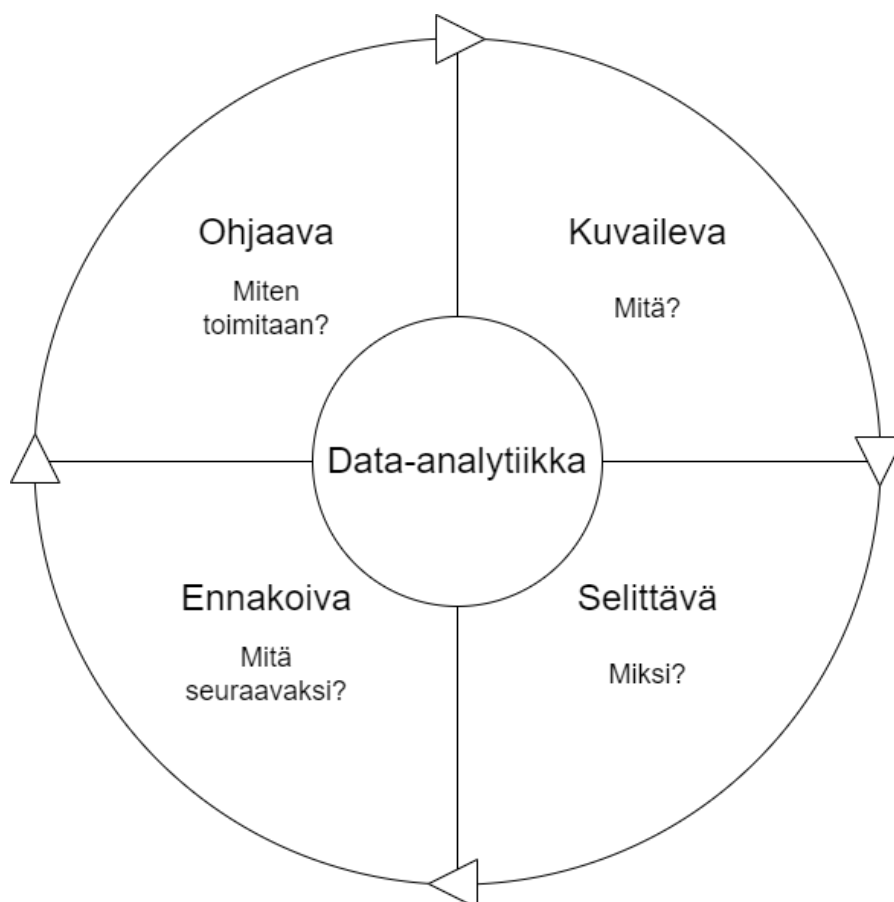 Ohjaava
Miten
toimitaan?
Kuvaileva
Mitä?
Data-analytiikka
Ennakoiva
Mitä
seuraavaksi?
Selittävä
Miksi?